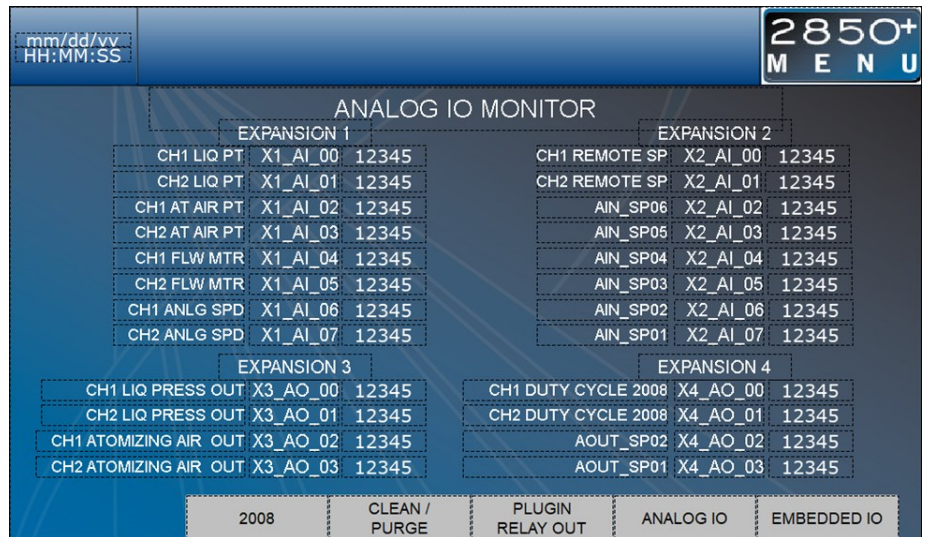 mm/dd/yy
HH:MM:SS
2850+
MENU
ANALOG IO MONITOR
EXPANSION 1
CH1 LIQ PT X1_AI_00 12345
CH2 LIQ PT X1_AI_01 12345
CH1 AT AIR PT X1_AI_02 12345
CH2 AT AIR PT X1_AI_03 12345
CH1 FLW MTR X1_AI_04 12345
CH2 FLW MTR X1_AI_05 12345
CH1 ANLG SPD X1_AI_06 12345
CH2 ANLG SPD X1_AI_07 12345
EXPANSION 2
CH1 REMOTE SP X2_AI_00 12345
CH2 REMOTE SP X2_AI_01 12345
AIN_SP06 X2_AI_02 12345
AIN_SP05 X2_AI_03 12345
AIN_SP04 X2_AI_04 12345
AIN_SP03 X2_AI_05 12345
AIN_SP02 X2_AI_06 12345
AIN_SP01 X2_AI_07 12345
EXPANSION 3
CH1 LIQ PRESS OUT X3_AO_00 12345
CH2 LIQ PRESS OUT X3_AO_01 12345
CH1 ATOMIZING AIR OUT X3_AO_02 12345
CH2 ATOMIZING AIR OUT X3_AO_03 12345
EXPANSION 4
CH1 DUTY CYCLE 2008 X4_AO_00 12345
CH2 DUTY CYCLE 2008 X4_AO_01 12345
AOUT_SP02 X4_AO_02 12345
AOUT_SP01 X4_AO_03 12345
2008
CLEAN /
PURGE
PLUGIN
RELAY OUT
ANALOG IO
EMBEDDED IO